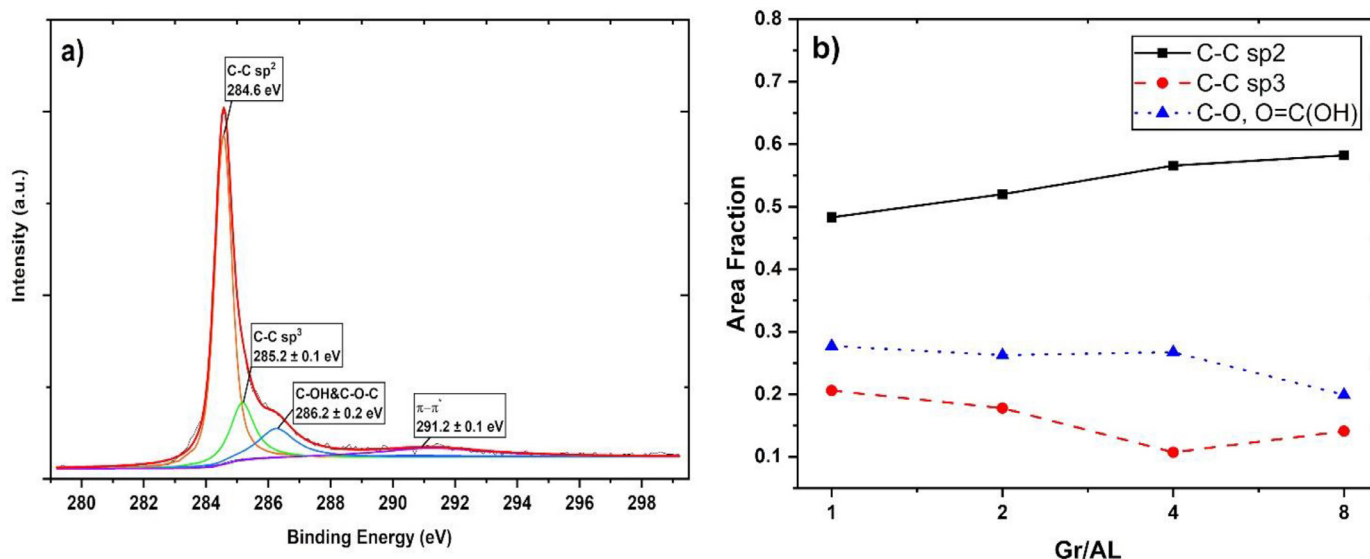 a)
C-C sp²
284.6 eV
C-C sp³
285.2 ± 0.1 eV
C-OH&C-O-C
286.2 ± 0.2 eV
π–π*
291.2 ± 0.1 eV
Intensity (a.u.)
280 282 284 286 288 290 292 294 296 298
Binding Energy (eV)
b)
C-C sp2
C-C sp3
C-O, O=C(OH)
Area Fraction
0.8
0.7
0.6
0.5
0.4
0.3
0.2
0.1
1 2 4 8
Gr/AL